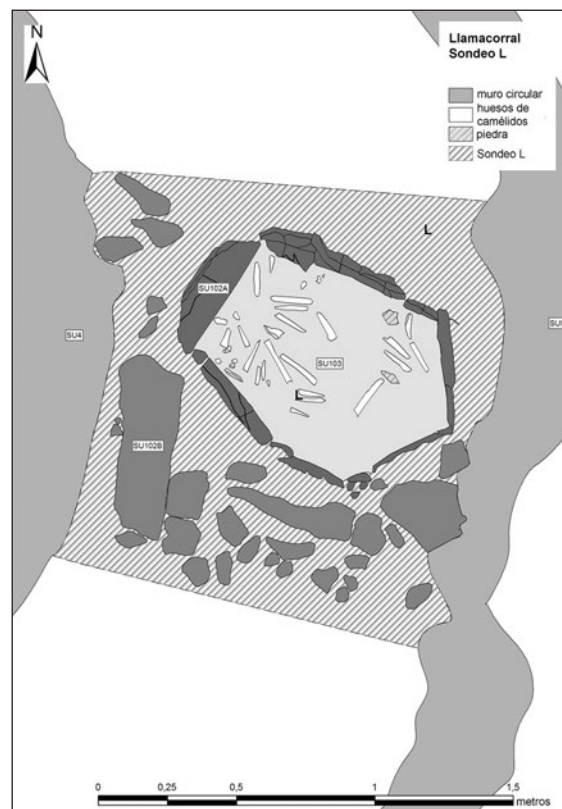 N
Llamacorral
Sondeo L
muro circular
huesos de
camélidos
piedra
Sondeo L
L
SU102A
SU4
SU103
L
SU102B
0
0,25
0,5
1
1,5
metros